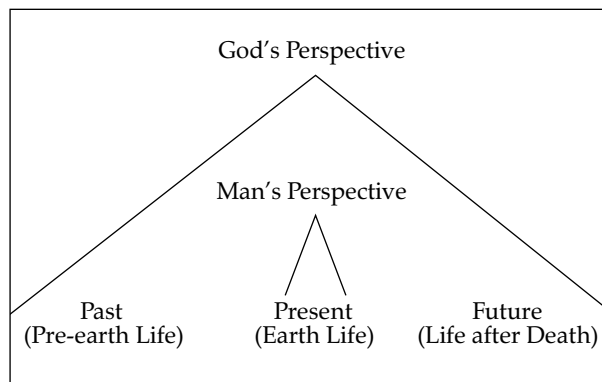 God’s Perspective
Man’s Perspective
Past Present Future
(Pre-earth Life) (Earth Life) (Life after Death)